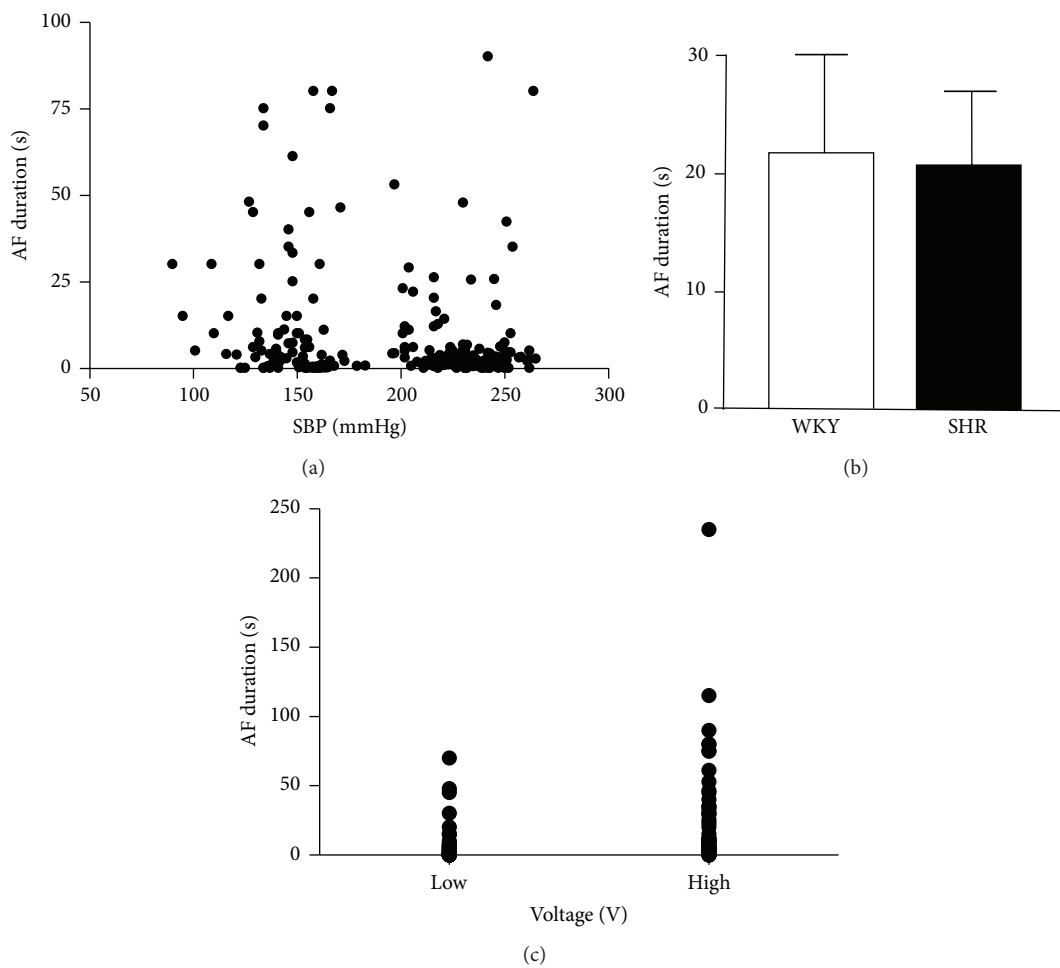 100
75
50
25
0
AF duration (s)
50 100 150 200 250 300
SBP (mmHg)
(a)
30
20
10
0
AF duration (s)
WKY SHR
(b)
250
200
150
100
50
0
AF duration (s)
Low High
Voltage (V)
(c)